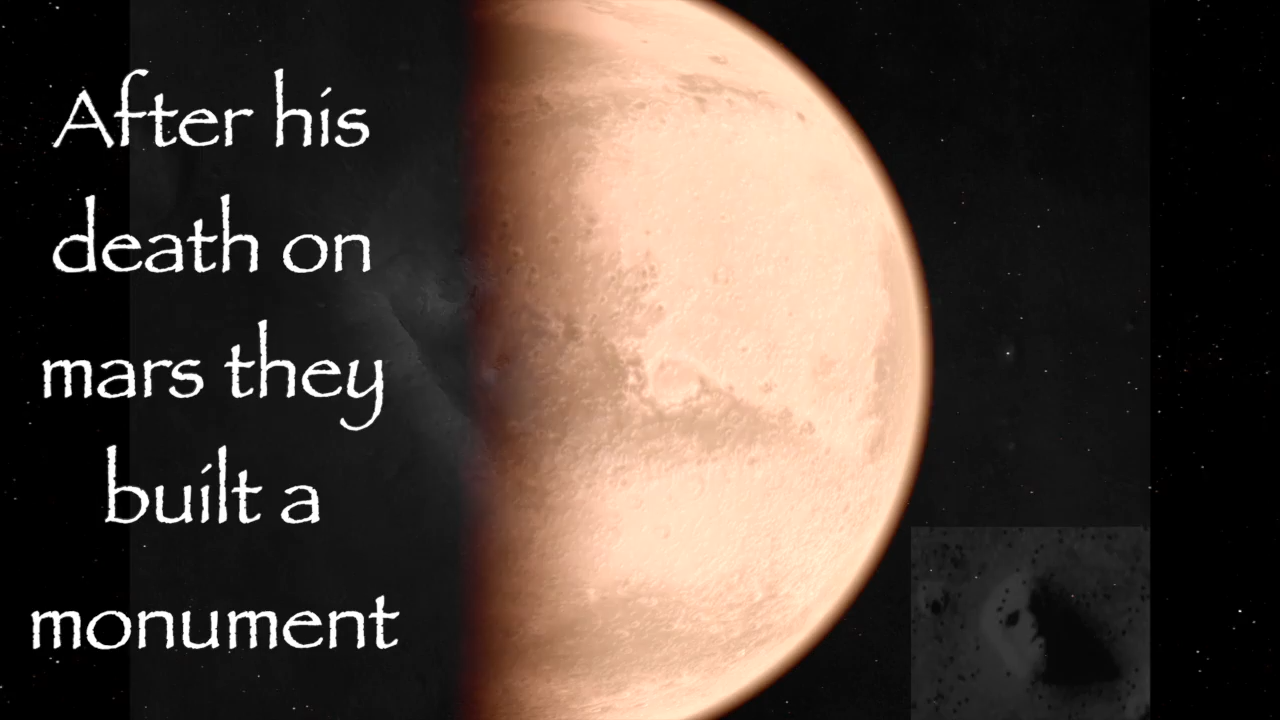 After his
death on
mars they
built a
monument